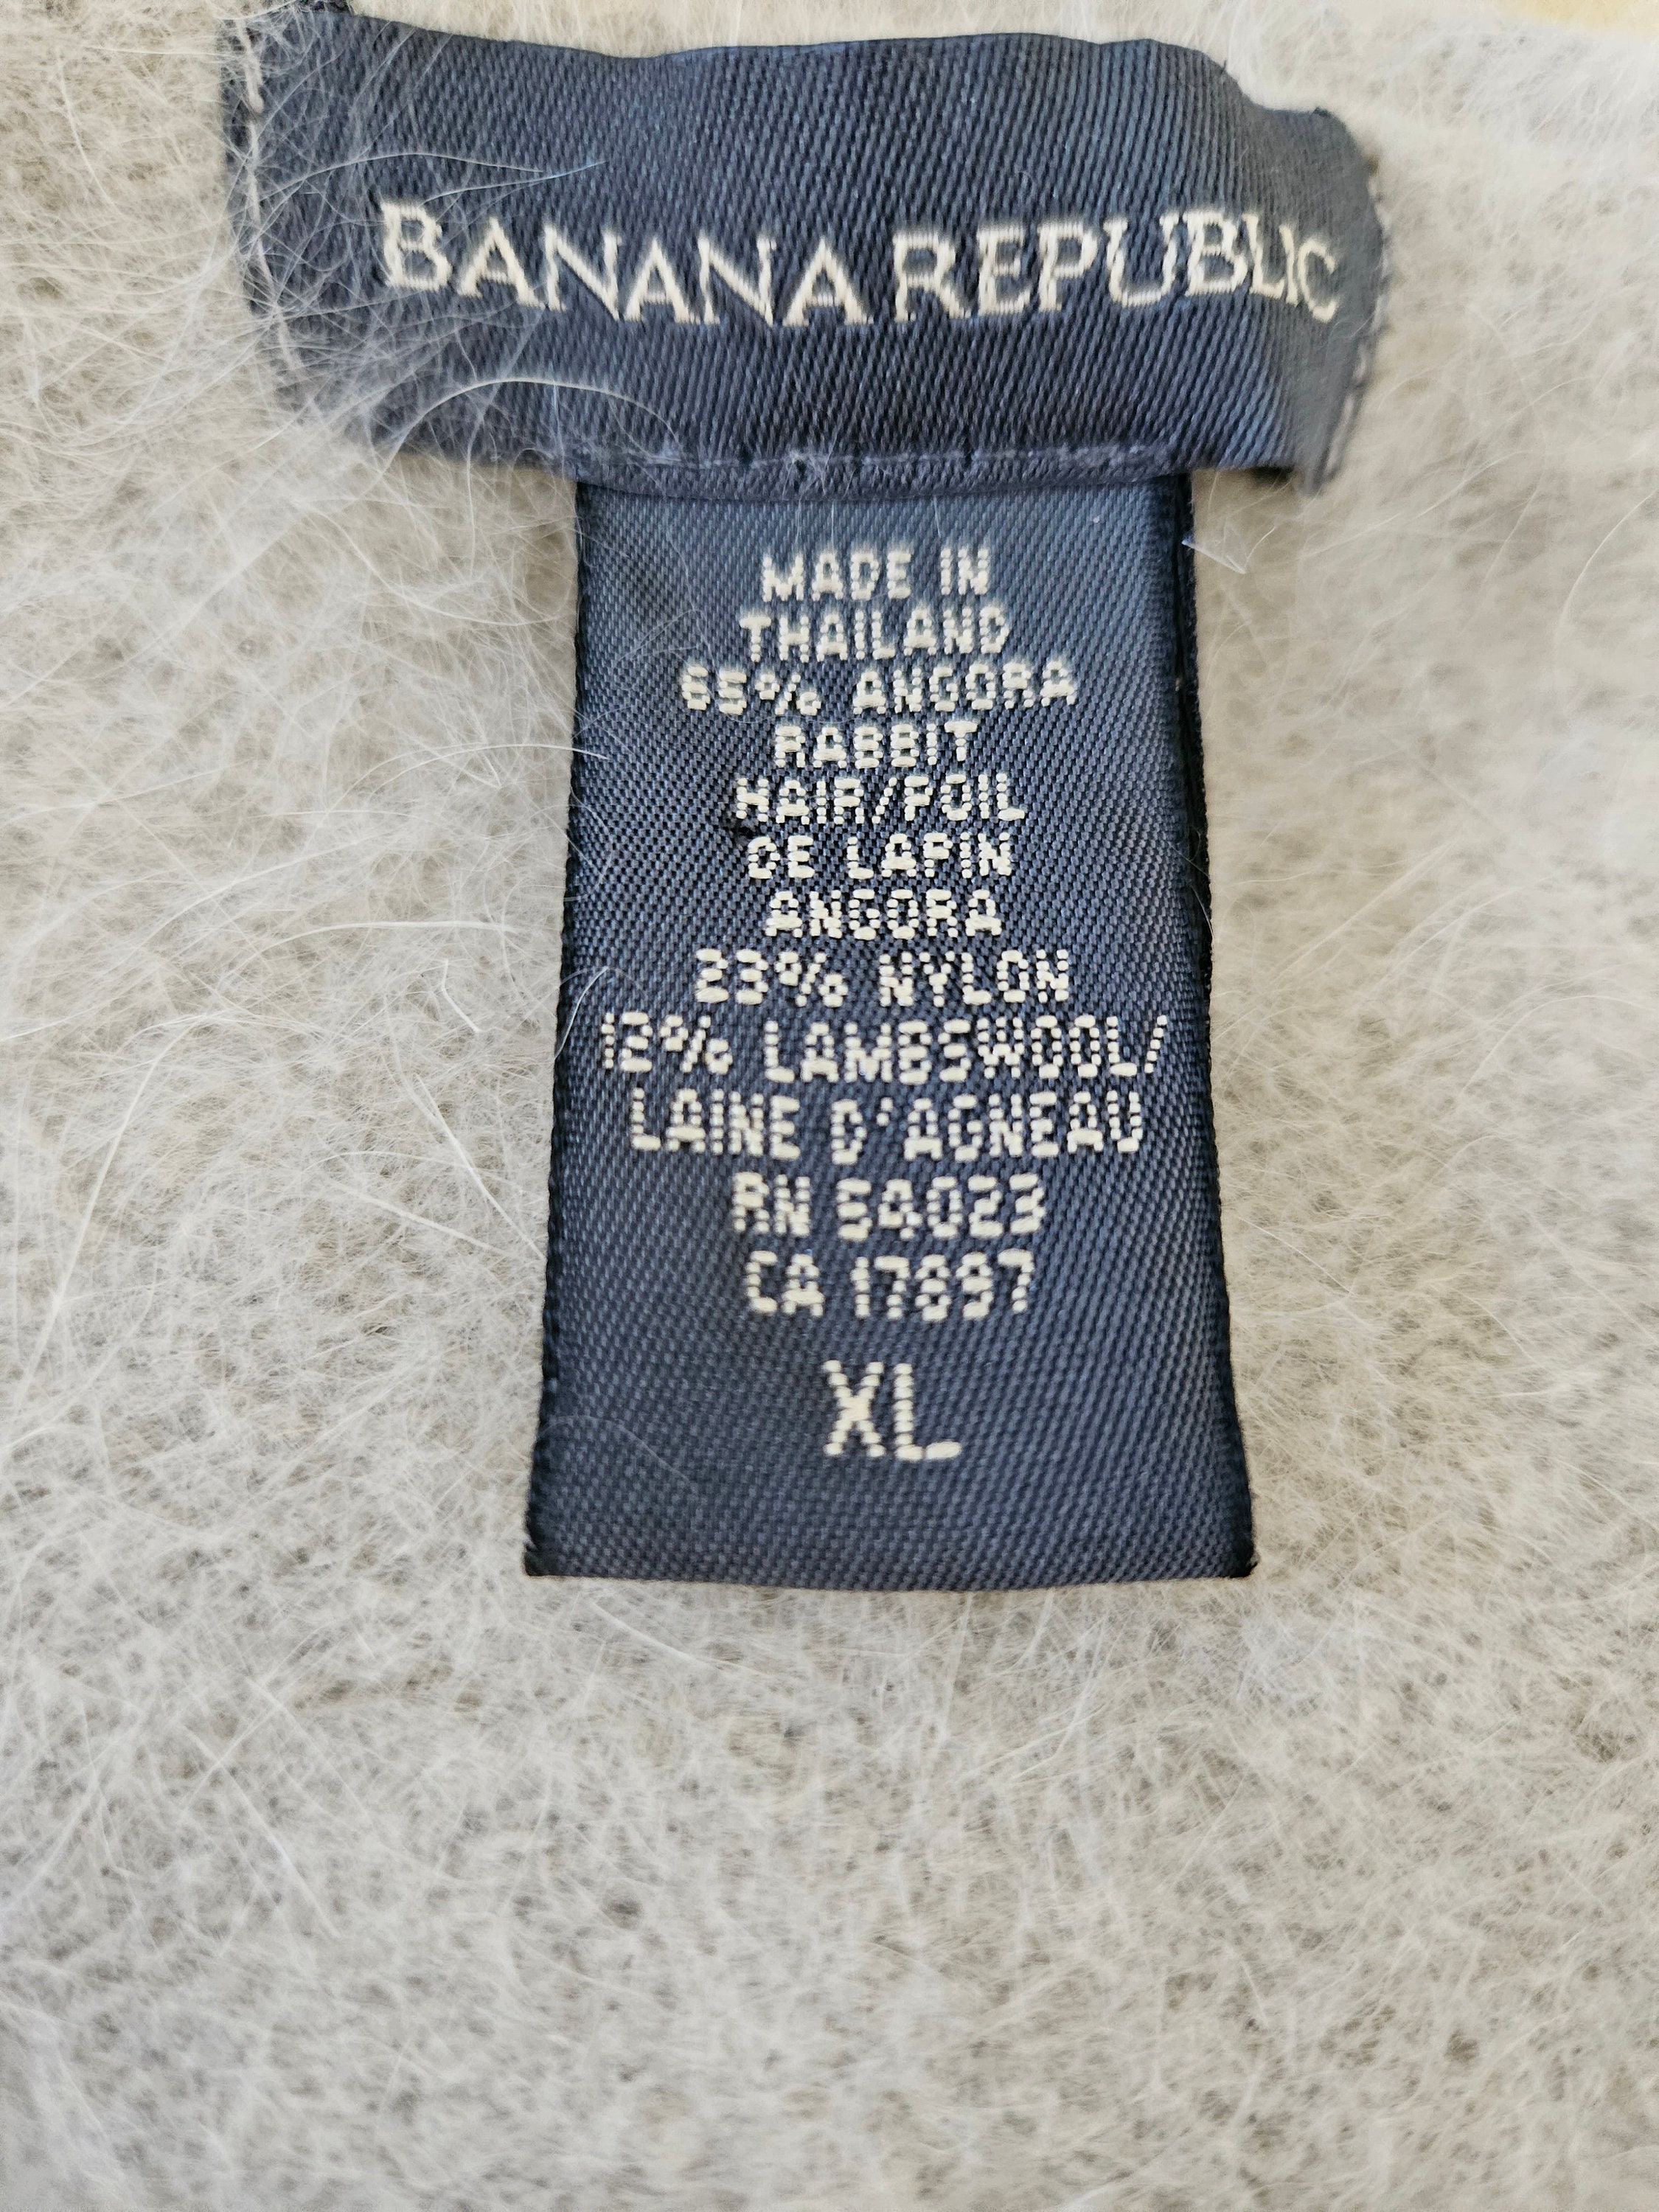 BANANA REPUBLIC
MADE IN
THAILAND
65% ANGORA
RABBIT
HAIR/POIL
DE LAPIN
ANGORA
23% NYLON
12% LAMBSWOOL/
LAINE D'AGNEAU
RN 54023
CA 17897
XL